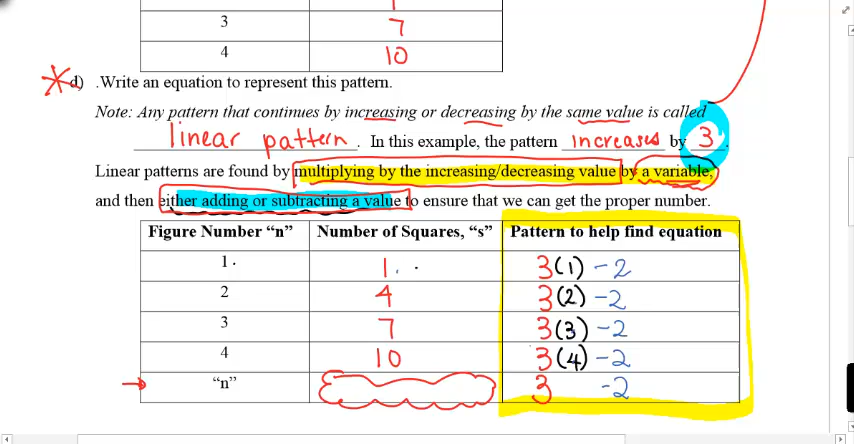 3 7
4 10
d) .Write an equation to represent this pattern.
Note: Any pattern that continues by increasing or decreasing by the same value is called
linear pattern. In this example, the pattern increases by 3.
Linear patterns are found by multiplying by the increasing/decreasing value by a variable,
and then either adding or subtracting a value to ensure that we can get the proper number.
Figure Number “n” Number of Squares, “s” Pattern to help find equation
1 1 3(1) -2
2 4 3(2) -2
3 7 3(3) -2
4 10 3(4) -2
“n” 3 -2